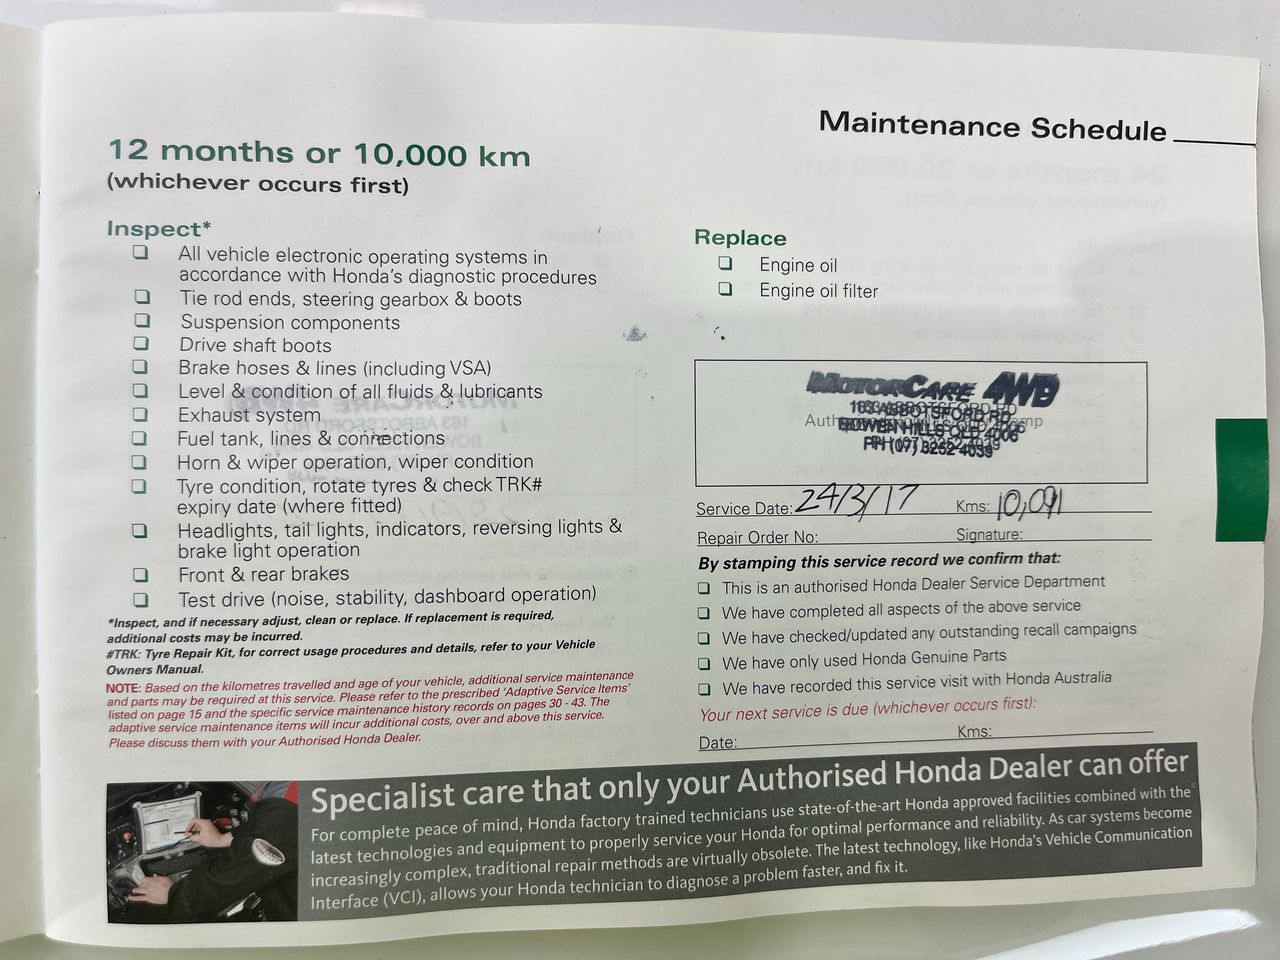 Maintenance Schedule
12 months or 10,000 km
(whichever occurs first)
Inspect*
All vehicle electronic operating systems in
accordance with Honda's diagnostic procedures
Tie rod ends, steering gearbox & boots
Suspension components
Drive shaft boots
Brake hoses & lines (including VSA)
Level & condition of all fluids & lubricants
Exhaust system
Fuel tank, lines & connections
Horn & wiper operation, wiper condition
Tyre condition, rotate tyres & check TRK#
expiry date (where fitted)
Headlights, tail lights, indicators, reversing lights &
brake light operation
Front & rear brakes
Test drive (noise, stability, dashboard operation)
*Inspect, and if necessary adjust, clean or replace. If replacement is required,
additional costs may be incurred.
#TRK: Tyre Repair Kit, for correct usage procedures and details, refer to your Vehicle
Owners Manual.
NOTE: Based on the kilometres travelled and age of your vehicle, additional service maintenance
and parts may be required at this service. Please refer to the prescribed 'Adaptive Service Items'
listed on page 15 and the specific service maintenance history records on pages 30 - 43. The
adaptive service maintenance items will incur additional costs, over and above this service.
Please discuss them with your Authorised Honda Dealer.
Replace
Engine oil
Engine oil filter
MOTORCARE 4WD
163 ABBOTSFORD RD
BOWEN HILLS QLD 4006
PH (07) 3252 4039
Service Date: 24/3/17 Kms: 10,091
Repair Order No: Signature:
By stamping this service record we confirm that:
This is an authorised Honda Dealer Service Department
We have completed all aspects of the above service
We have checked/updated any outstanding recall campaigns
We have only used Honda Genuine Parts
We have recorded this service visit with Honda Australia
Your next service is due (whichever occurs first):
Date: Kms:
Specialist care that only your Authorised Honda Dealer can offer
For complete peace of mind, Honda factory trained technicians use state-of-the-art Honda approved facilities combined with the
latest technologies and equipment to properly service your Honda for optimal performance and reliability. As car systems become
increasingly complex, traditional repair methods are virtually obsolete. The latest technology, like Honda's Vehicle Communication
Interface (VCI), allows your Honda technician to diagnose a problem faster, and fix it.